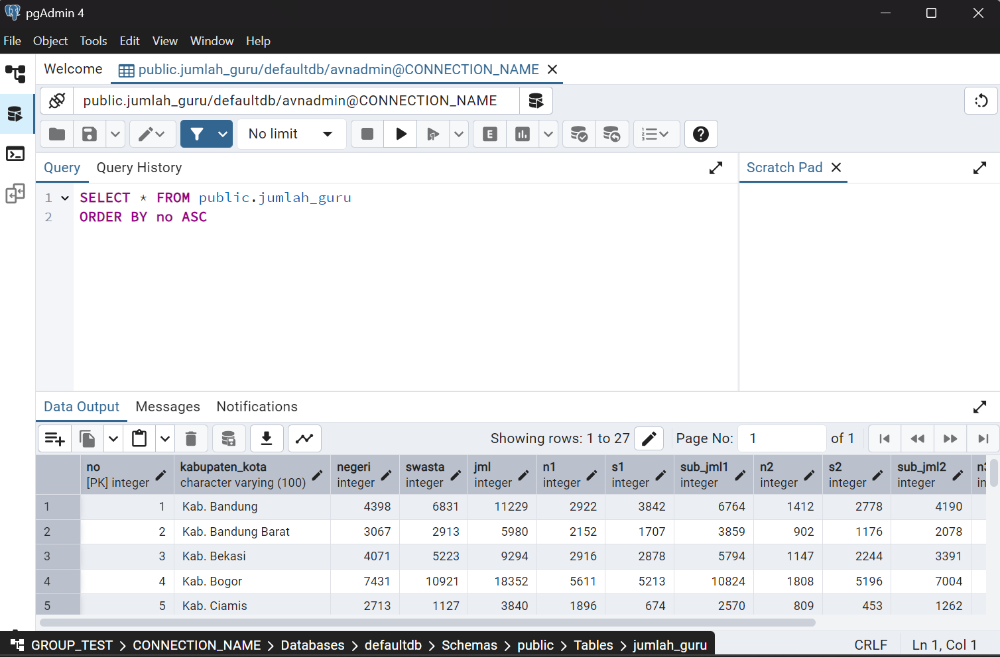 pgAdmin 4
File Object Tools Edit View Window Help
Welcome public.jumlah_guru/defaultdb/avnadmin@CONNECTION_NAME
public.jumlah_guru/defaultdb/avnadmin@CONNECTION_NAME
No limit
Query Query History Scratch Pad
1 SELECT * FROM public.jumlah_guru
2 ORDER BY no ASC
Data Output Messages Notifications
Showing rows: 1 to 27 Page No: 1 of 1
no kabupaten_kota negeri swasta jml n1 s1 sub_jml1 n2 s2 sub_jml2
[PK] integer character varying (100) integer integer integer integer integer integer integer integer integer
1 1 Kab. Bandung 4398 6831 11229 2922 3842 6764 1412 2778 4190
2 2 Kab. Bandung Barat 3067 2913 5980 2152 1707 3859 902 1176 2078
3 3 Kab. Bekasi 4071 5223 9294 2916 2878 5794 1147 2244 3391
4 4 Kab. Bogor 7431 10921 18352 5611 5213 10824 1808 5196 7004
5 5 Kab. Ciamis 2713 1127 3840 1896 674 2570 809 453 1262
GROUP_TEST > CONNECTION_NAME > Databases > defaultdb > Schemas > public > Tables > jumlah_guru CRLF Ln 1, Col 1